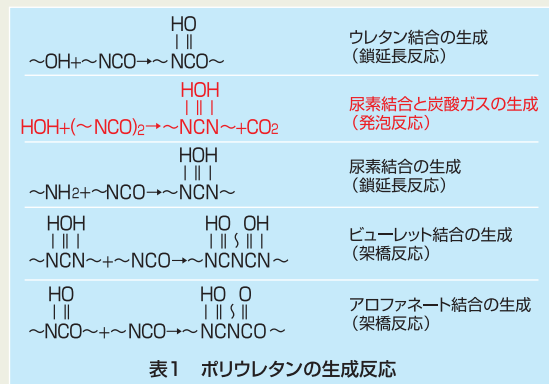 HO
～OH+～NCO→～NCO～
ウレタン結合の生成
(鎖延長反応)
HOH
HOH+(～NCO)2→～NCN～+CO2
尿素結合と炭酸ガスの生成
(発泡反応)
HOH
～NH2+～NCO→～NCN～
尿素結合の生成
(鎖延長反応)
HOH HO OH
～NCN～+～NCO→～NCNCN～
ビューレット結合の生成
(架橋反応)
HO HO O
～NCO～+～NCO→～NCNCO～
アロファネート結合の生成
(架橋反応)
表1 ポリウレタンの生成反応